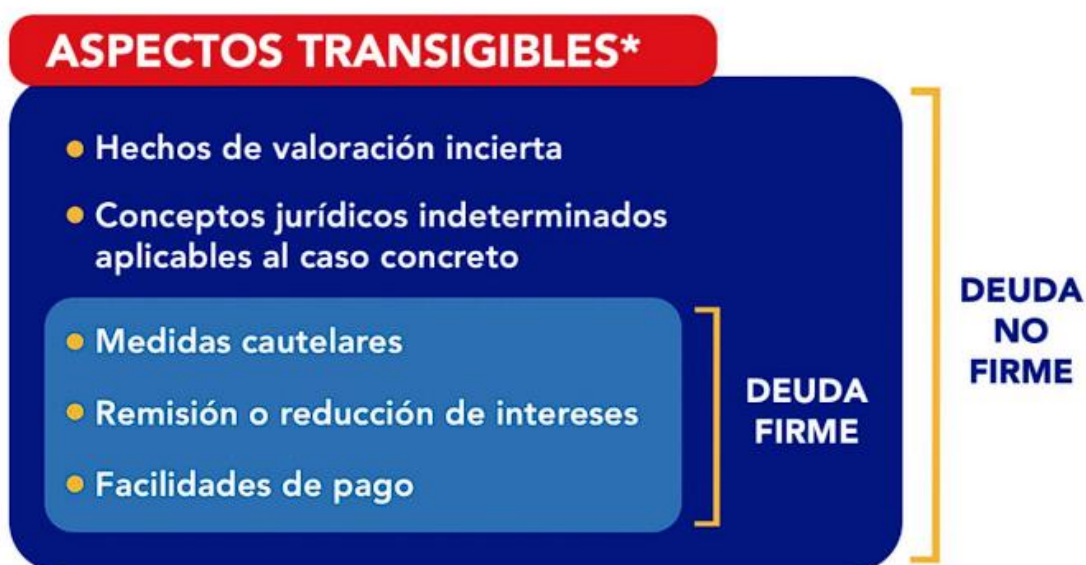 ASPECTOS TRANSIGIBLES*
• Hechos de valoración incierta
• Conceptos jurídicos indeterminados
aplicables al caso concreto
• Medidas cautelares
• Remisión o reducción de intereses
• Facilidades de pago
DEUDA
FIRME
DEUDA
NO
FIRME